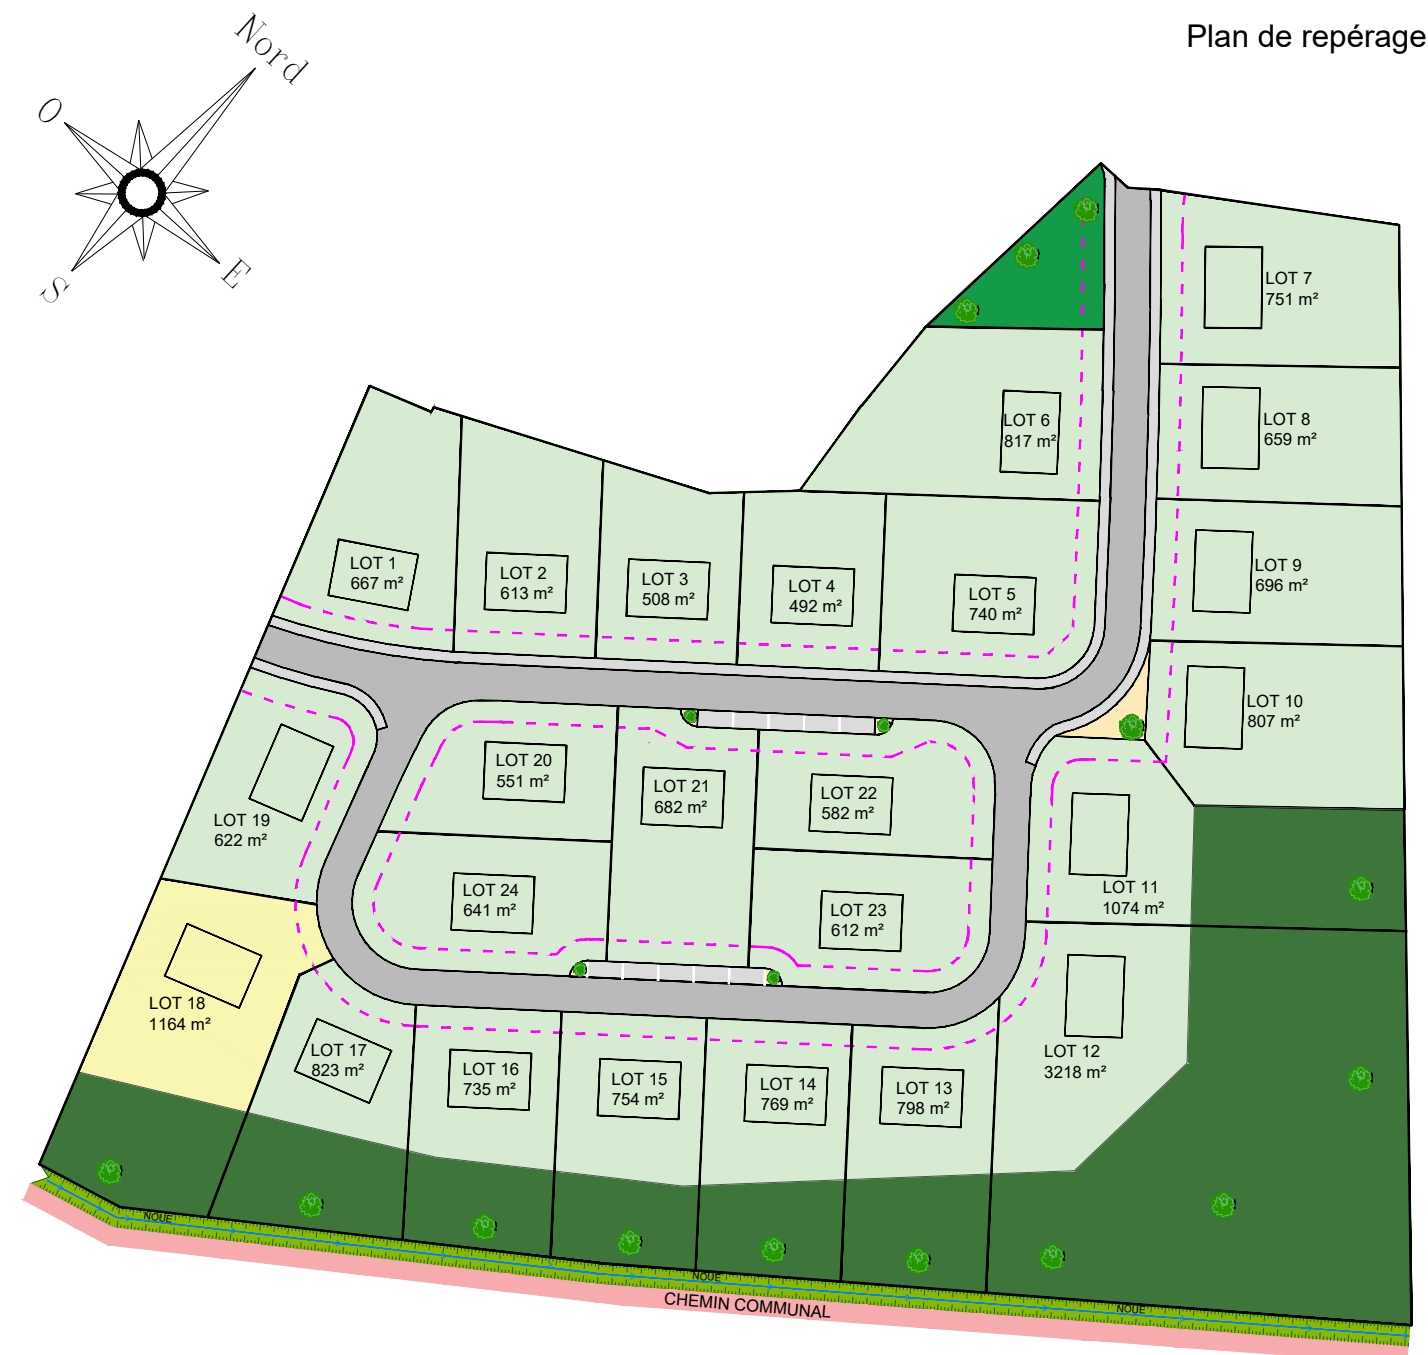 Plan de repérage
Nord
O
S
E
LOT 7
751 m²
LOT 8
659 m²
LOT 6
817 m²
LOT 9
696 m²
LOT 1
667 m²
LOT 2
613 m²
LOT 3
508 m²
LOT 4
492 m²
LOT 5
740 m²
LOT 10
807 m²
LOT 20
551 m²
LOT 21
682 m²
LOT 22
582 m²
LOT 19
622 m²
LOT 24
641 m²
LOT 23
612 m²
LOT 11
1074 m²
LOT 18
1164 m²
LOT 17
823 m²
LOT 16
735 m²
LOT 15
754 m²
LOT 14
769 m²
LOT 13
798 m²
LOT 12
3218 m²
NOUE
NOUE
NOUE
CHEMIN COMMUNAL